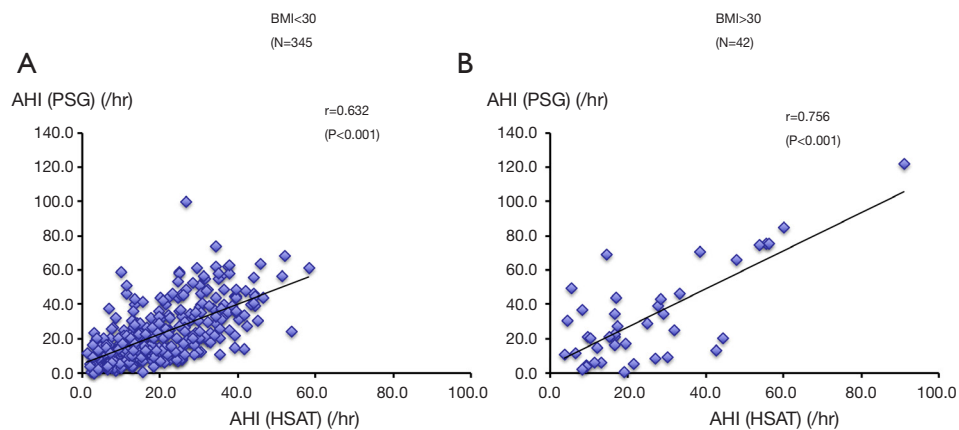 BMI<30
(N=345
A
AHI (PSG) (/hr)
r=0.632
(P<0.001)
140.0
120.0
100.0
80.0
60.0
40.0
20.0
0.0
0.0 20.0 40.0 60.0 80.0 100.0
AHI (HSAT) (/hr)
BMI>30
(N=42)
B
AHI (PSG) (/hr)
r=0.756
(P<0.001)
140.0
120.0
100.0
80.0
60.0
40.0
20.0
0.0
0.0 20.0 40.0 60.0 80.0 100.0
AHI (HSAT) (/hr)